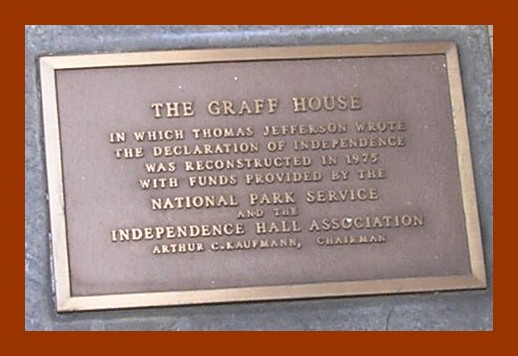 THE GRAFF HOUSE
IN WHICH THOMAS JEFFERSON WROTE
THE DECLARATION OF INDEPENDENCE
WAS RECONSTRUCTED IN 1975
WITH FUNDS PROVIDED BY THE
NATIONAL PARK SERVICE
AND THE
INDEPENDENCE HALL ASSOCIATION
ARTHUR C. KAUFMANN, CHAIRMAN